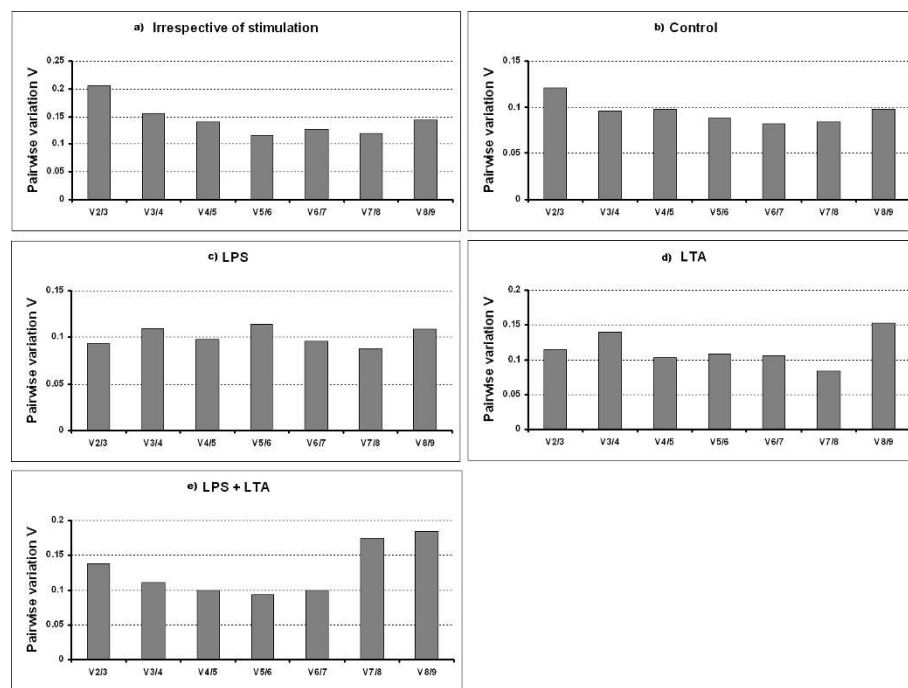 a) Irrespective of stimulation
Pairwise variation V
0.25
0.2
0.15
0.1
0.05
0
V2/3 V3/4 V4/5 V5/6 V6/7 V7/8 V8/9
b) Control
Pairwise variation V
0.15
0.1
0.05
0
V2/3 V3/4 V4/5 V5/6 V6/7 V7/8 V8/9
c) LPS
Pairwise variation V
0.15
0.1
0.05
0
V2/3 V3/4 V4/5 V5/6 V6/7 V7/8 V8/9
d) LTA
Pairwise variation V
0.2
0.15
0.1
0.05
0
V2/3 V3/4 V4/5 V5/6 V6/7 V7/8 V8/9
e) LPS + LTA
Pairwise variation V
0.2
0.15
0.1
0.05
0
V2/3 V3/4 V4/5 V5/6 V6/7 V7/8 V8/9